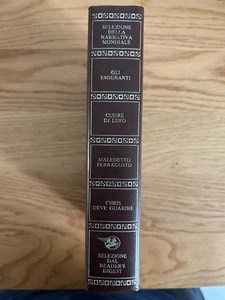 SELEZIONE
DELLA
NARRATIVA
MONDIALE
GLI
EMIGRANTI
CUORE
DI LUPO
MALEDETTO
FERRAGOSTO
CHRIS
DEVE GUARIRE
SELEZIONE
DAL
READER'S
DIGEST